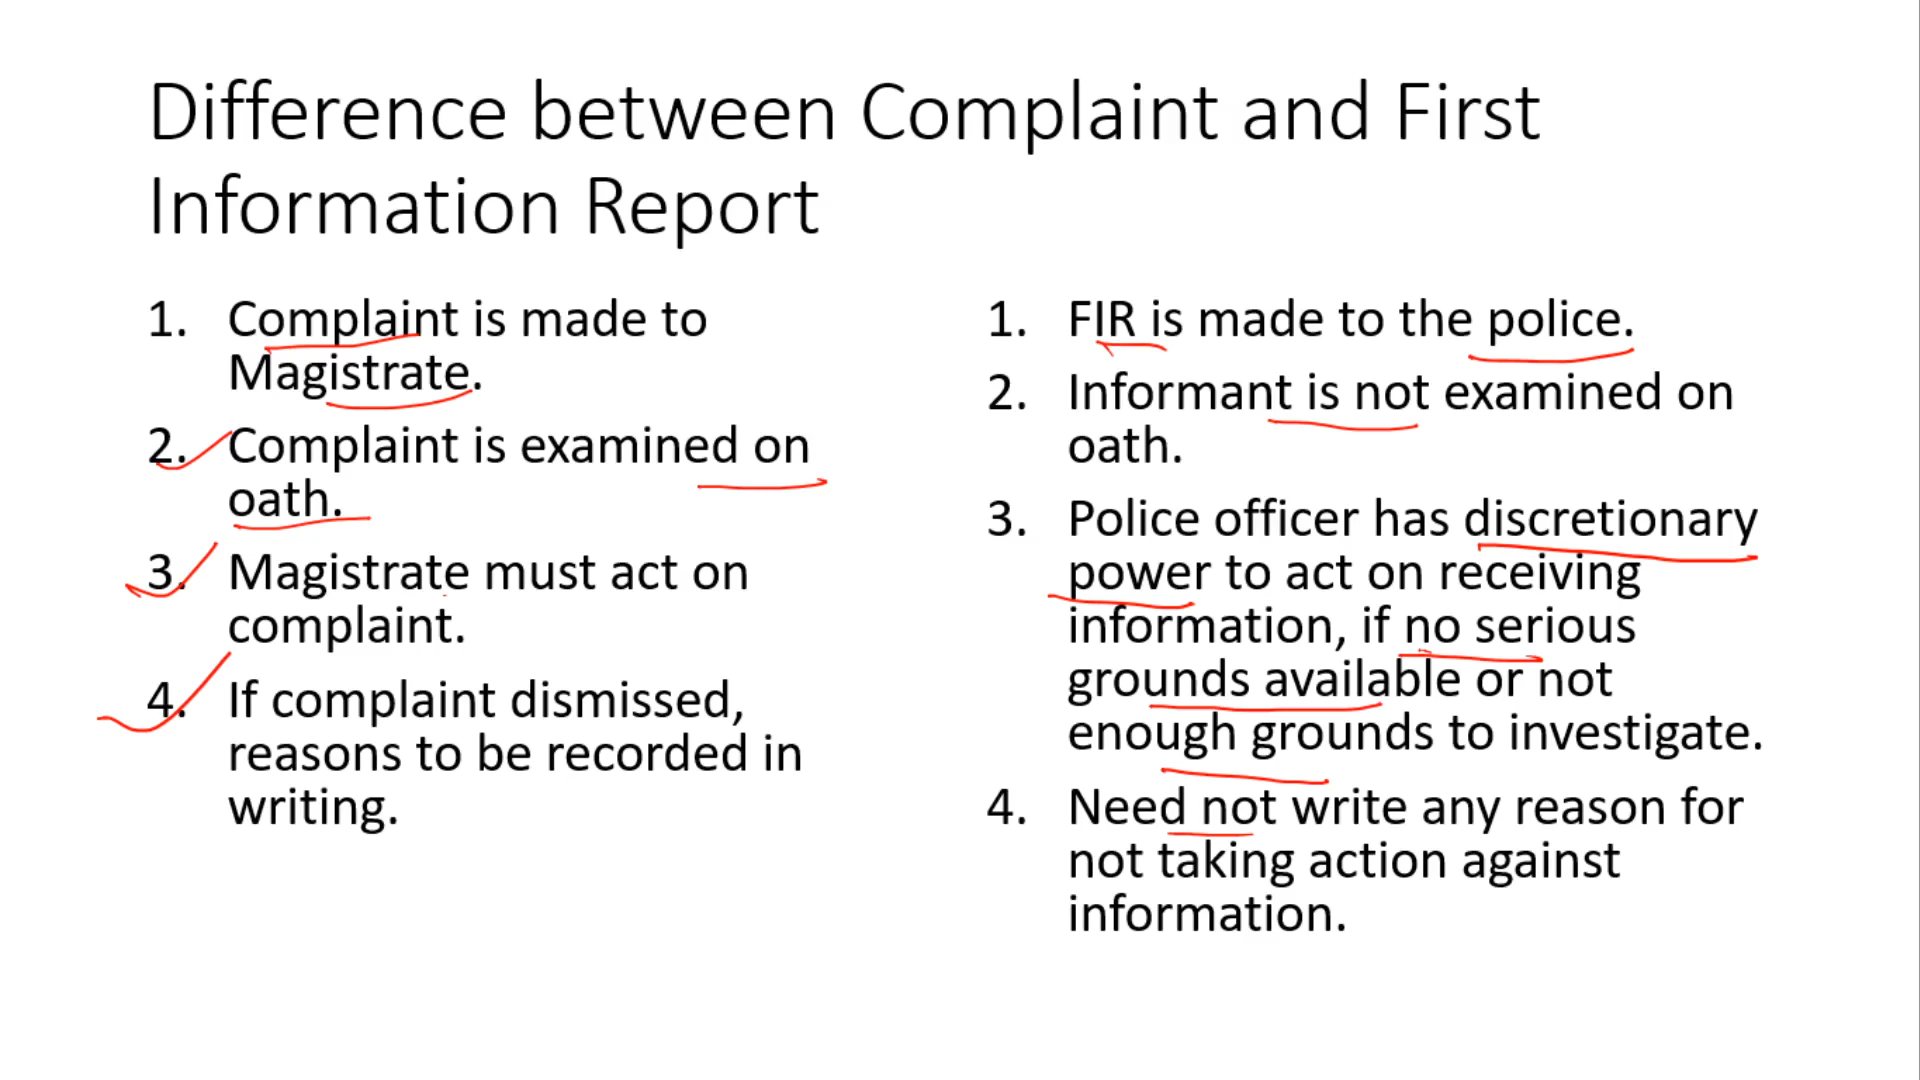 Difference between Complaint and First
Information Report
1. Complaint is made to
Magistrate.
2. Complaint is examined on
oath.
3. Magistrate must act on
complaint.
4. If complaint dismissed,
reasons to be recorded in
writing.
1. FIR is made to the police.
2. Informant is not examined on
oath.
3. Police officer has discretionary
power to act on receiving
information, if no serious
grounds available or not
enough grounds to investigate.
4. Need not write any reason for
not taking action against
information.